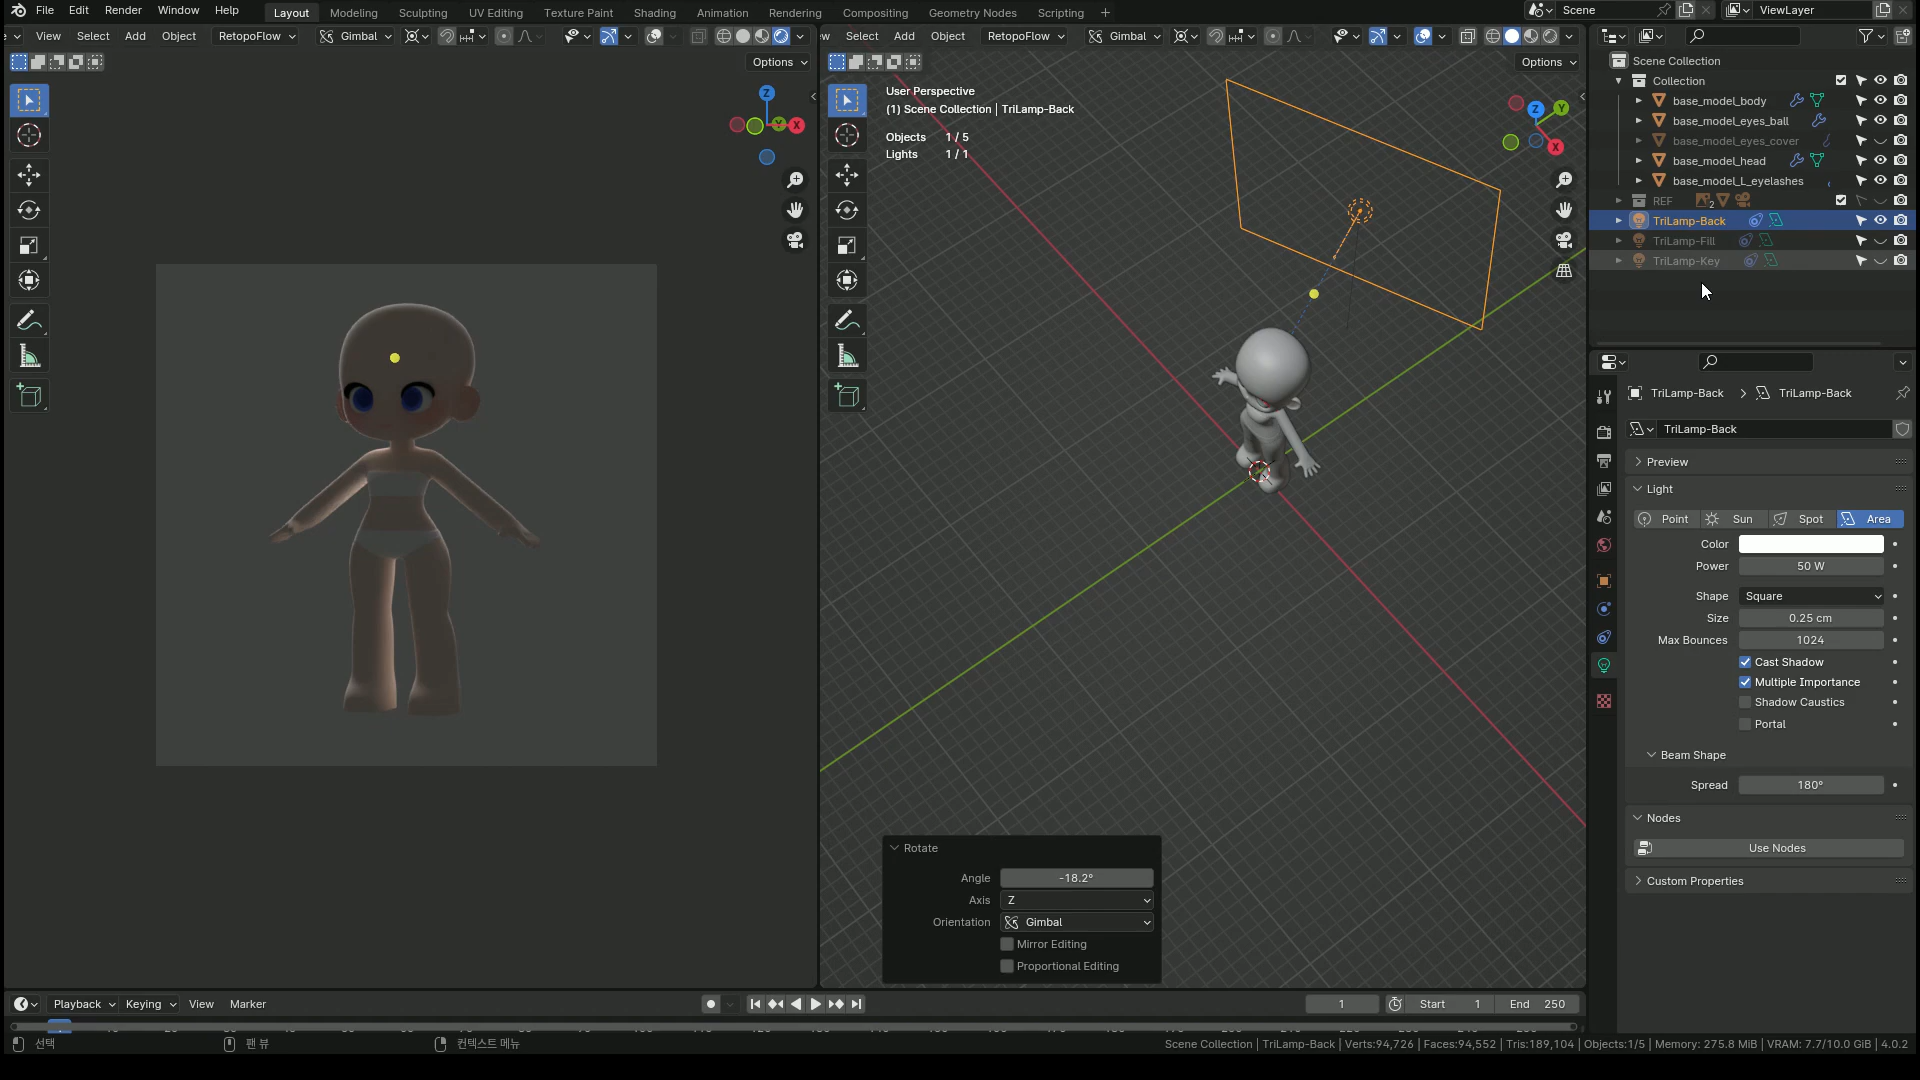 File Edit Render Window Help Layout Modeling Sculpting UV Editing Texture Paint Shading Animation Rendering Compositing Geometry Nodes Scripting + Scene ViewLayer
View Select Add Object RetopoFlow Gimbal
Select Add Object RetopoFlow Gimbal
Options
Options
Z
Y
X
Z
Y
X
User Perspective
(1) Scene Collection | TriLamp-Back
Objects 1 / 5
Lights 1 / 1
Scene Collection
Collection
base_model_body
base_model_eyes_ball
base_model_eyes_cover
base_model_head
base_model_L_eyelashes
REF 2
TriLamp-Back
TriLamp-Fill
TriLamp-Key
TriLamp-Back > TriLamp-Back
TriLamp-Back
Preview
Light
Point Sun Spot Area
Color
Power 50 W
Shape Square
Size 0.25 cm
Max Bounces 1024
Cast Shadow
Multiple Importance
Shadow Caustics
Portal
Beam Shape
Spread 180°
Nodes
Use Nodes
Custom Properties
Rotate
Angle -18.2°
Axis Z
Orientation Gimbal
Mirror Editing
Proportional Editing
Playback Keying View Marker 1 Start 1 End 250
선택 팬 뷰 컨텍스트 메뉴 Scene Collection | TriLamp-Back | Verts:94,726 | Faces:94,552 | Tris:189,104 | Objects:1/5 | Memory: 275.8 MiB | VRAM: 7.7/10.0 GiB | 4.0.2